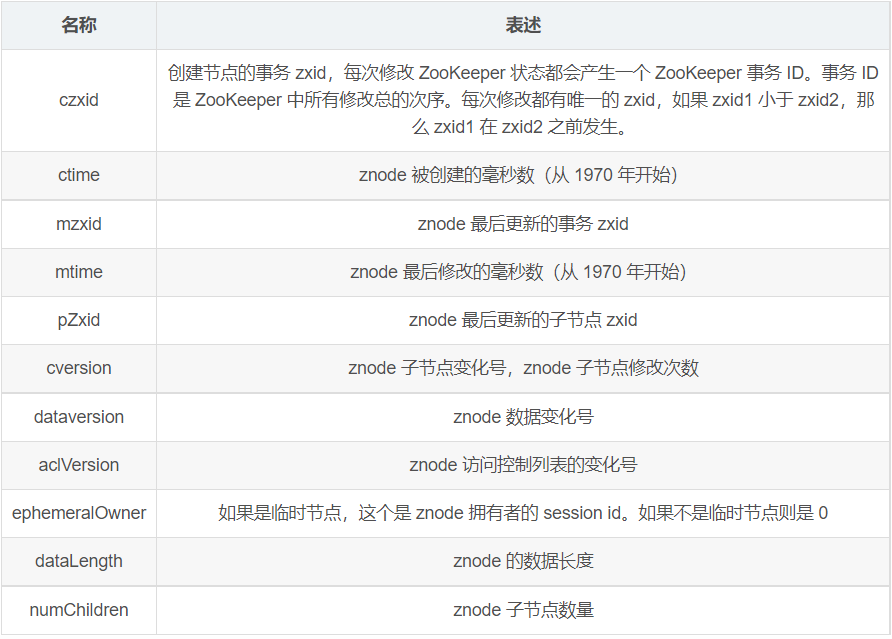 名称 表述
czxid 创建节点的事务 zxid，每次修改 ZooKeeper 状态都会产生一个 ZooKeeper 事务 ID。事务 ID
是 ZooKeeper 中所有修改总的次序。每次修改都有唯一的 zxid，如果 zxid1 小于 zxid2，那
么 zxid1 在 zxid2 之前发生。
ctime znode 被创建的毫秒数（从 1970 年开始）
mzxid znode 最后更新的事务 zxid
mtime znode 最后修改的毫秒数（从 1970 年开始）
pZxid znode 最后更新的子节点 zxid
cversion znode 子节点变化号，znode 子节点修改次数
dataversion znode 数据变化号
aclVersion znode 访问控制列表的变化号
ephemeralOwner 如果是临时节点，这个是 znode 拥有者的 session id。如果不是临时节点则是 0
dataLength znode 的数据长度
numChildren znode 子节点数量